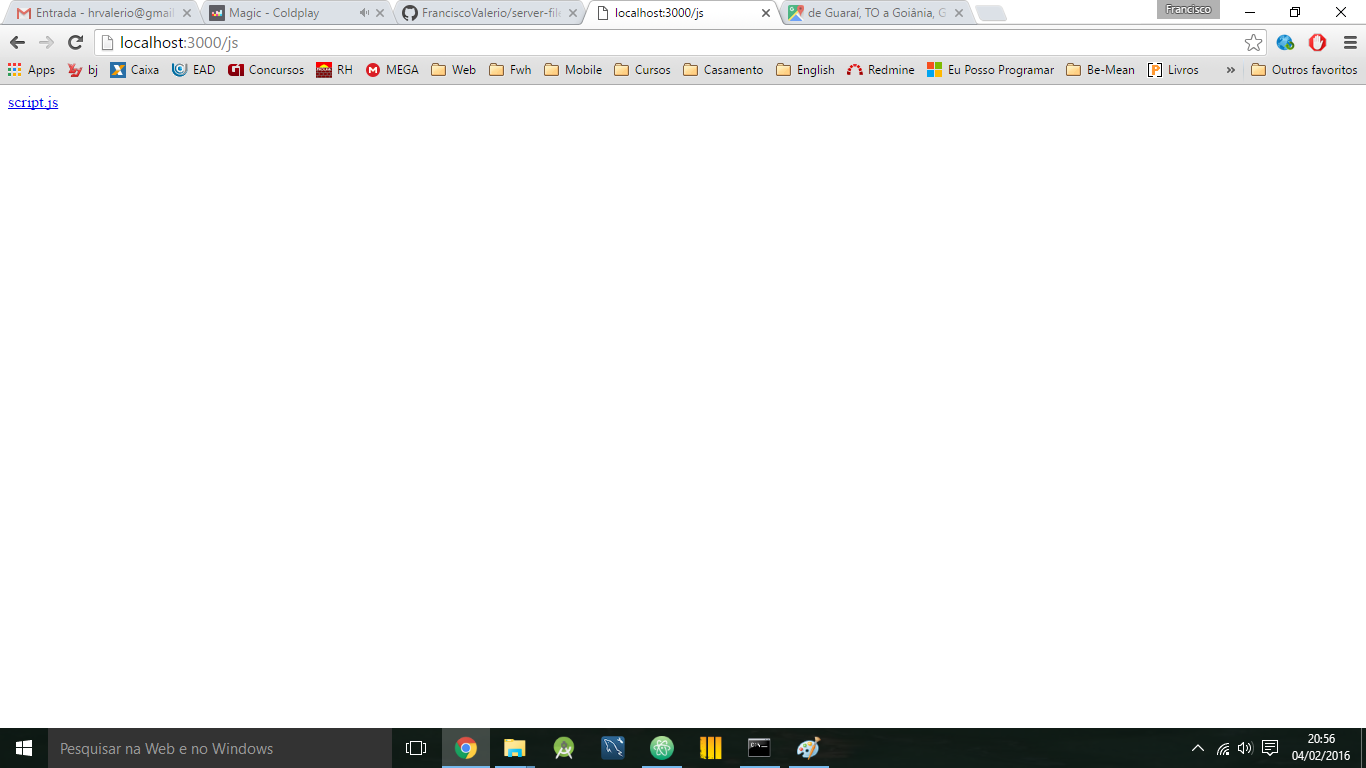 Entrada - hrvalerio@gmail
Magic - Coldplay
FranciscoValerio/server-file
localhost:3000/js
de Guaraí, TO a Goiânia, G
Francisco
localhost:3000/js
Apps
bj
Caixa
EAD
G1 Concursos
RH
M MEGA
Web
Fwh
Mobile
Cursos
Casamento
English
Redmine
Eu Posso Programar
Be-Mean
Livros
»
Outros favoritos
script.js
Pesquisar na Web e no Windows
20:56
04/02/2016